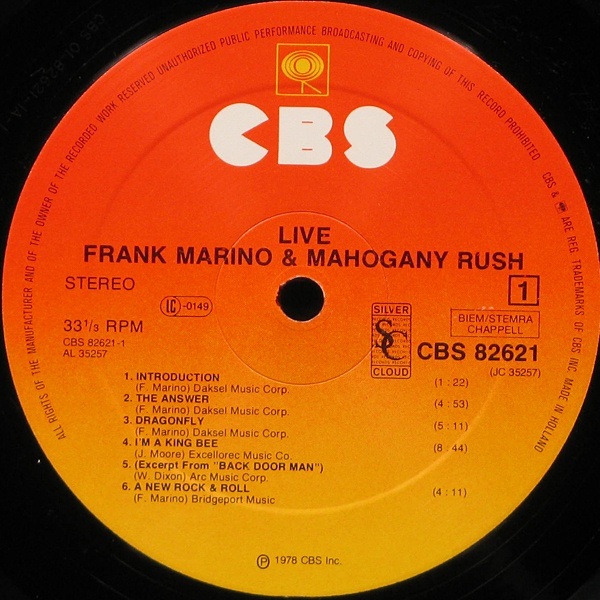 ALL RIGHTS OF THE MANUFACTURER AND OF THE OWNER OF THE RECORDED WORK RESERVED UNAUTHORIZED PUBLIC PERFORMANCE BROADCASTING AND COPYING OF THIS RECORD PROHIBITED
CBS & ARE REG. TRADEMARKS OF CBS INC. MADE IN HOLLAND
CBS
LIVE
FRANK MARINO & MAHOGANY RUSH
STEREO
LC -0149
1
33 1/3 RPM
CBS 82621-1
AL 35257
SILVER
SC
CLOUD
BIEM/STEMRA
CHAPPELL
CBS 82621
(JC 35257)
1. INTRODUCTION
(F. Marino) Daksel Music Corp. (1 : 22)
2. THE ANSWER
(F. Marino) Daksel Music Corp. (4 : 53)
3. DRAGONFLY
(F. Marino) Daksel Music Corp. (5 : 11)
4. I'M A KING BEE
(J. Moore) Excellorec Music Co. (8 : 44)
5. (Excerpt From "BACK DOOR MAN")
(W. Dixon) Arc Music Corp.
6. A NEW ROCK & ROLL
(F. Marino) Bridgeport Music (4 : 11)
℗ 1978 CBS Inc.